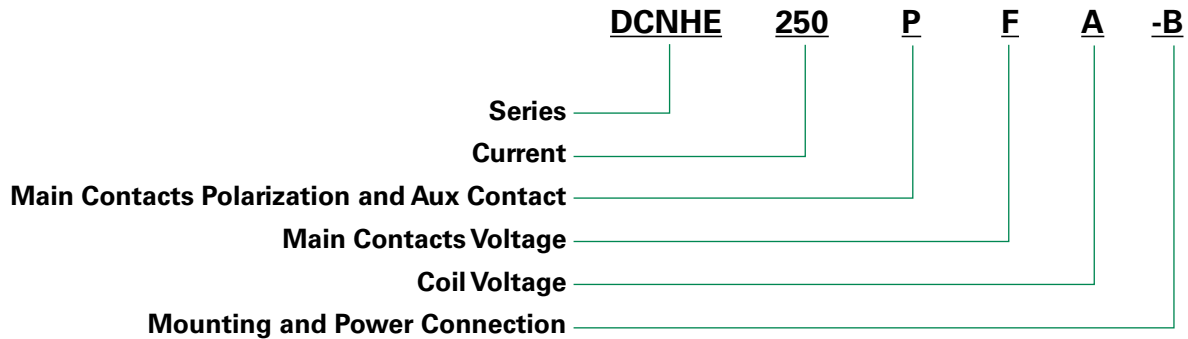 DCNHE 250 P F A -B
Series
Current
Main Contacts Polarization and Aux Contact
Main Contacts Voltage
Coil Voltage
Mounting and Power Connection